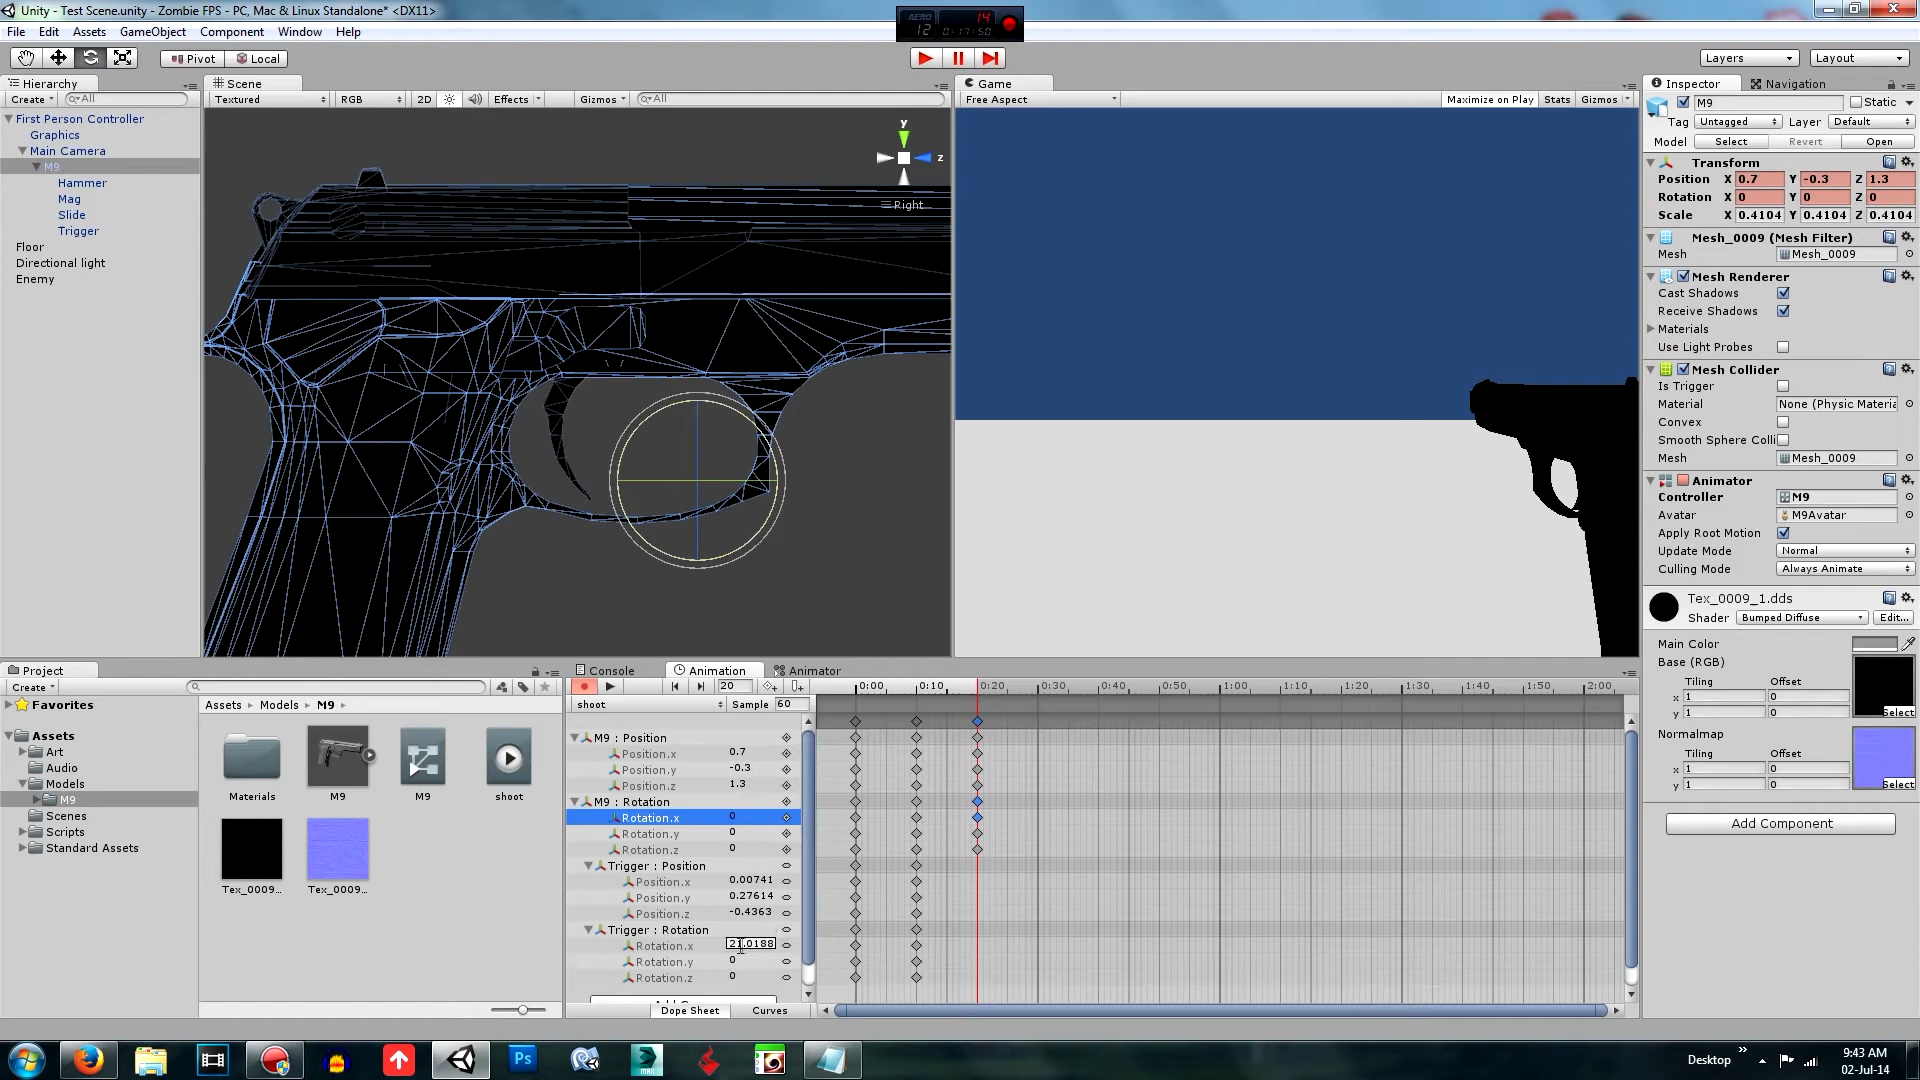 Unity - Test Scene.unity - Zombie FPS - PC, Mac & Linux Standalone* <DX11>
AERO 12 14 0:17:50
File Edit Assets GameObject Component Window Help
Pivot Local Layers Layout
Hierarchy
Create All
First Person Controller
Graphics
Main Camera
M9
Hammer
Mag
Slide
Trigger
Floor
Directional light
Enemy
Scene
Textured RGB 2D Effects Gizmos All
y
z
Right
Game
Free Aspect Maximize on Play Stats Gizmos
Inspector Navigation
M9 Static
Tag Untagged Layer Default
Model Select Revert Open
Transform
Position X 0.7 Y -0.3 Z 1.3
Rotation X 0 Y 0 Z 0
Scale X 0.4104 Y 0.4104 Z 0.4104
Mesh_0009 (Mesh Filter)
Mesh Mesh_0009
Mesh Renderer
Cast Shadows
Receive Shadows
Materials
Use Light Probes
Mesh Collider
Is Trigger
Material None (Physic Materia
Convex
Smooth Sphere Colli
Mesh Mesh_0009
Animator
Controller M9
Avatar M9Avatar
Apply Root Motion
Update Mode Normal
Culling Mode Always Animate
Tex_0009_1.dds
Shader Bumped Diffuse Edit...
Main Color
Base (RGB)
Tiling Offset
x 1 0
y 1 0
Select
Normalmap
Tiling Offset
x 1 0
y 1 0
Select
Add Component
Project
Create
Favorites
Assets
Art
Audio
Models
M9
Scenes
Scripts
Standard Assets
Assets Models M9
Materials M9 M9 shoot
Tex_0009... Tex_0009...
Console Animation Animator
20 0:00 0:10 0:20 0:30 0:40 0:50 1:00 1:10 1:20 1:30 1:40 1:50 2:00
shoot Sample 60
M9 : Position
Position.x 0.7
Position.y -0.3
Position.z 1.3
M9 : Rotation
Rotation.x 0
Rotation.y 0
Rotation.z 0
Trigger : Position
Position.x 0.00741
Position.y 0.27614
Position.z -0.4363
Trigger : Rotation
Rotation.x 21.0188
Rotation.y 0
Rotation.z 0
Dope Sheet Curves
Ps MAX Desktop 9:43 AM
02-Jul-14